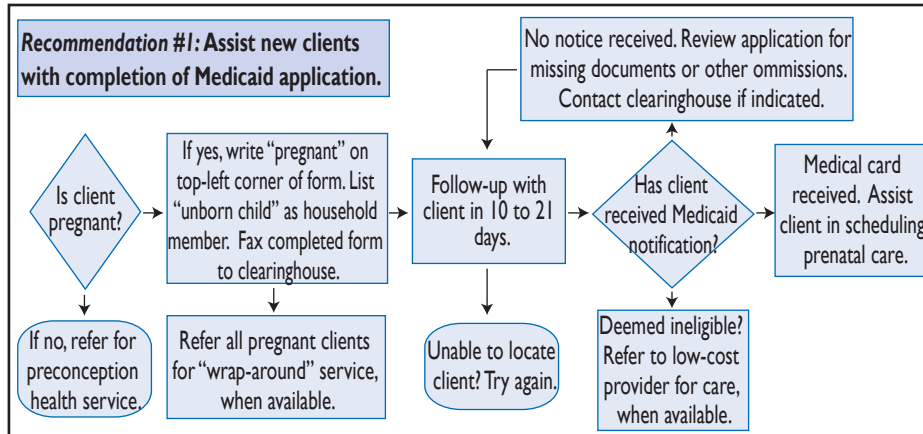 Recommendation #1: Assist new clients
with completion of Medicaid application.
No notice received. Review application for
missing documents or other ommissions.
Contact clearinghouse if indicated.
Is client
pregnant?
If yes, write “pregnant” on
top-left corner of form. List
“unborn child” as household
member. Fax completed form
to clearinghouse.
Follow-up with
client in 10 to 21
days.
Has client
received Medicaid
notification?
Medical card
received. Assist
client in scheduling
prenatal care.
If no, refer for
preconception
health service.
Refer all pregnant clients
for “wrap-around” service,
when available.
Unable to locate
client? Try again.
Deemed ineligible?
Refer to low-cost
provider for care,
when available.